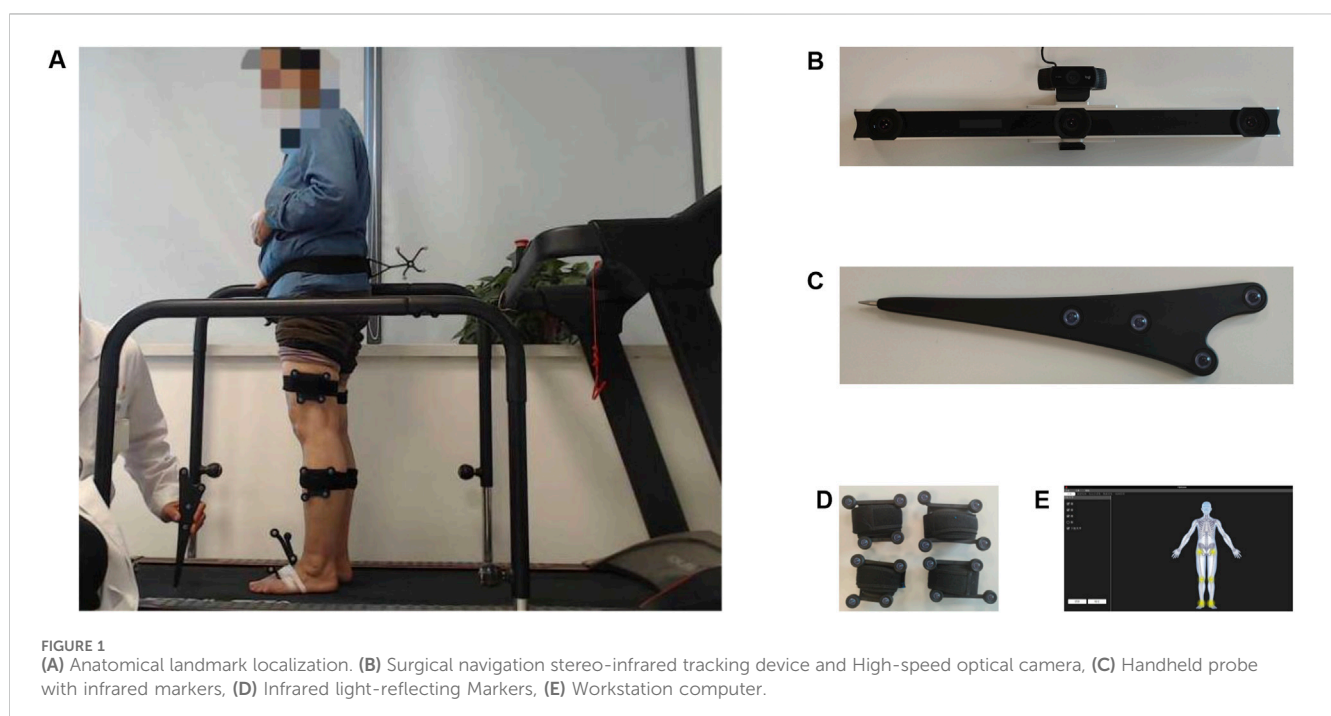 A
B
C
D
E
FIGURE 1
(A) Anatomical landmark localization. (B) Surgical navigation stereo-infrared tracking device and High-speed optical camera, (C) Handheld probe
with infrared markers, (D) Infrared light-reflecting Markers, (E) Workstation computer.